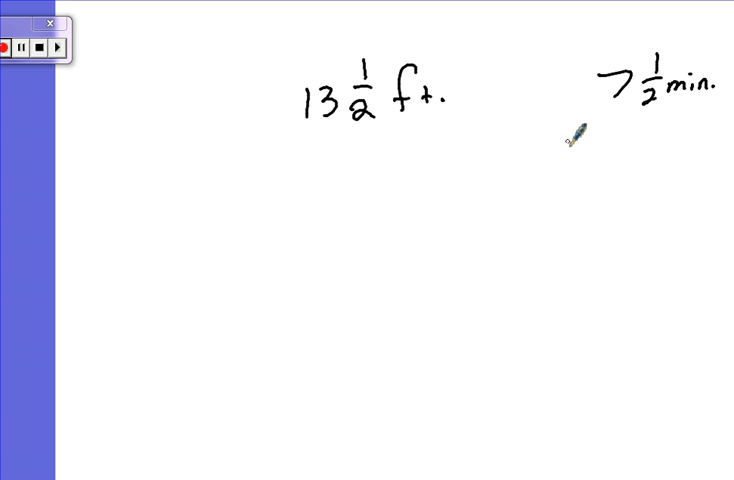 13 1/2 ft.
7 1/2 min.